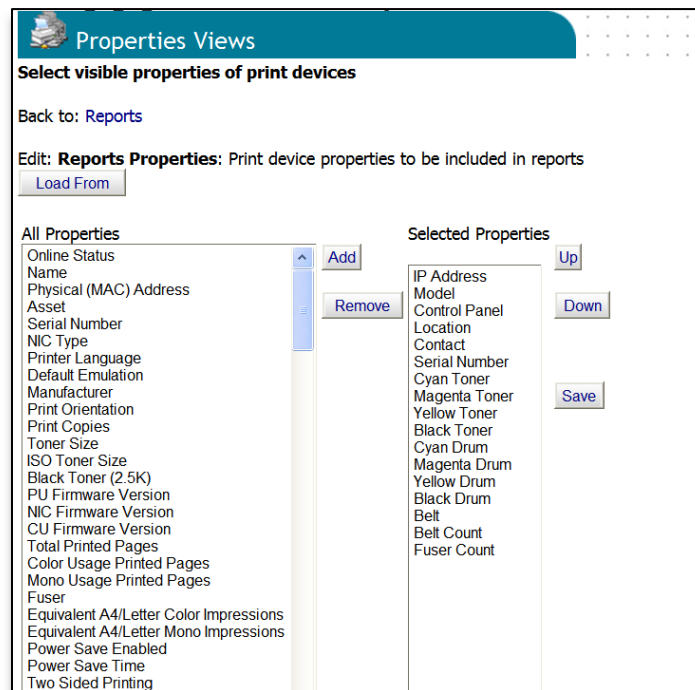 Properties Views
Select visible properties of print devices
Back to: Reports
Edit: Reports Properties: Print device properties to be included in reports
Load From
All Properties
Online Status
Name
Physical (MAC) Address
Asset
Serial Number
NIC Type
Printer Language
Default Emulation
Manufacturer
Print Orientation
Print Copies
Toner Size
ISO Toner Size
Black Toner (2.5K)
PU Firmware Version
NIC Firmware Version
CU Firmware Version
Total Printed Pages
Color Usage Printed Pages
Mono Usage Printed Pages
Fuser
Equivalent A4/Letter Color Impressions
Equivalent A4/Letter Mono Impressions
Power Save Enabled
Power Save Time
Two Sided Printing
Add
Remove
Selected Properties
IP Address
Model
Control Panel
Location
Contact
Serial Number
Cyan Toner
Magenta Toner
Yellow Toner
Black Toner
Cyan Drum
Magenta Drum
Yellow Drum
Black Drum
Belt
Belt Count
Fuser Count
Up
Down
Save